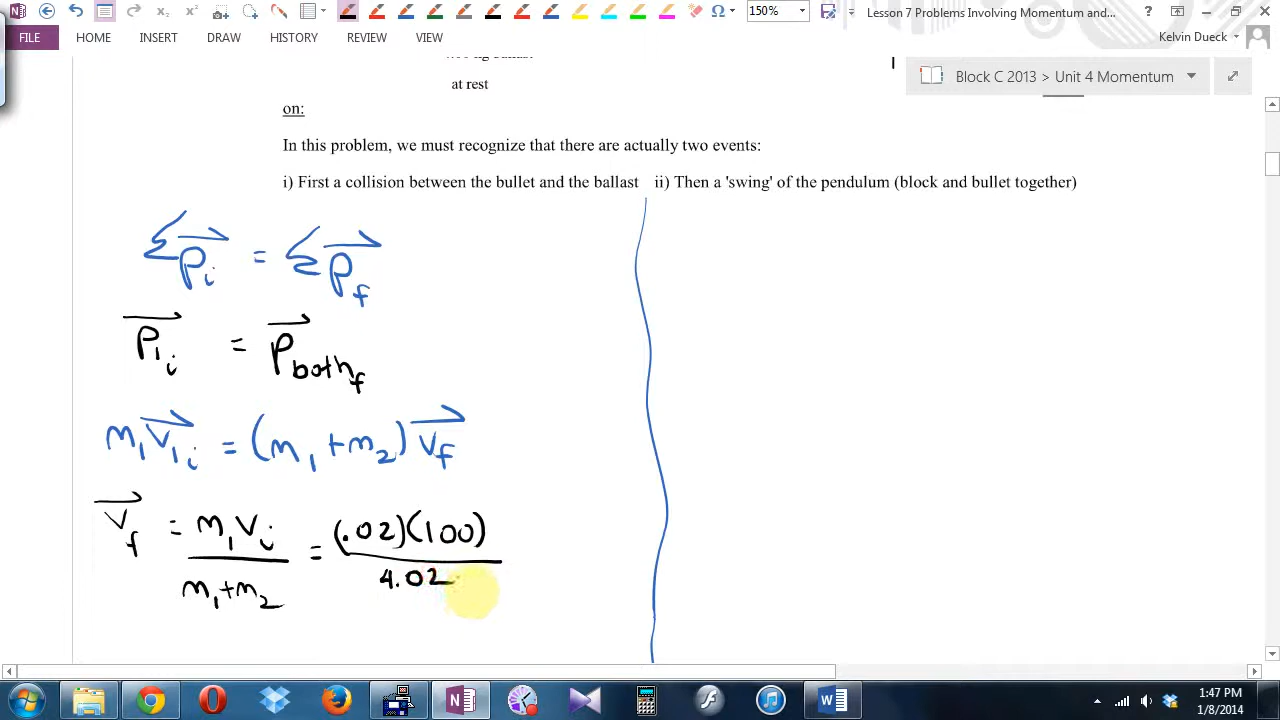 150%
Lesson 7 Problems Involving Momentum and...
FILE HOME INSERT DRAW HISTORY REVIEW VIEW
Kelvin Dueck
Block C 2013 > Unit 4 Momentum
at rest
on:
In this problem, we must recognize that there are actually two events:
i) First a collision between the bullet and the ballast ii) Then a 'swing' of the pendulum (block and bullet together)
Σp⃗i = Σp⃗f
P⃗1i = p⃗bothf
m1V⃗1i = (m1+m2)V⃗f
V⃗f = m1Vi / m1+m2 = (.02)(100) / 4.02
1:47 PM
1/8/2014